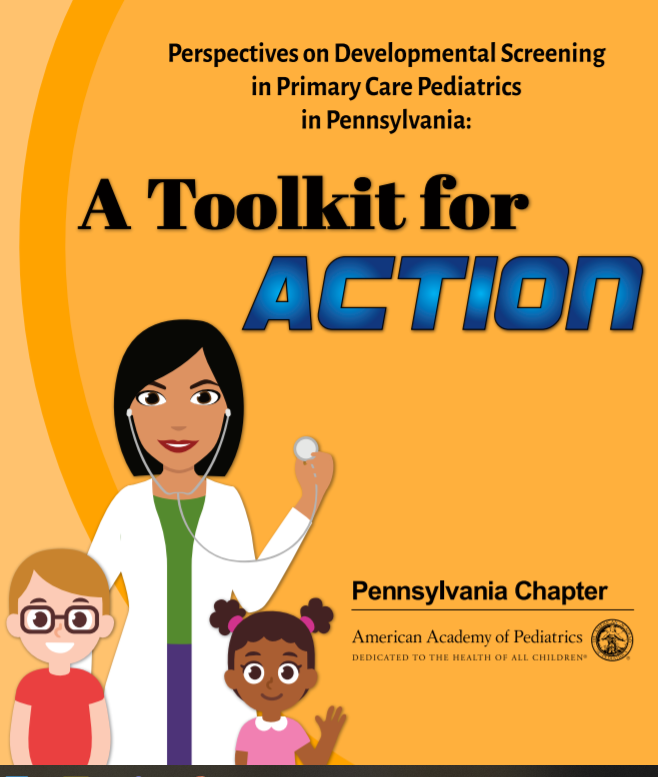 Perspectives on Developmental Screening
in Primary Care Pediatrics
in Pennsylvania:
A Toolkit for
ACTION
Pennsylvania Chapter
American Academy of Pediatrics
DEDICATED TO THE HEALTH OF ALL CHILDREN®